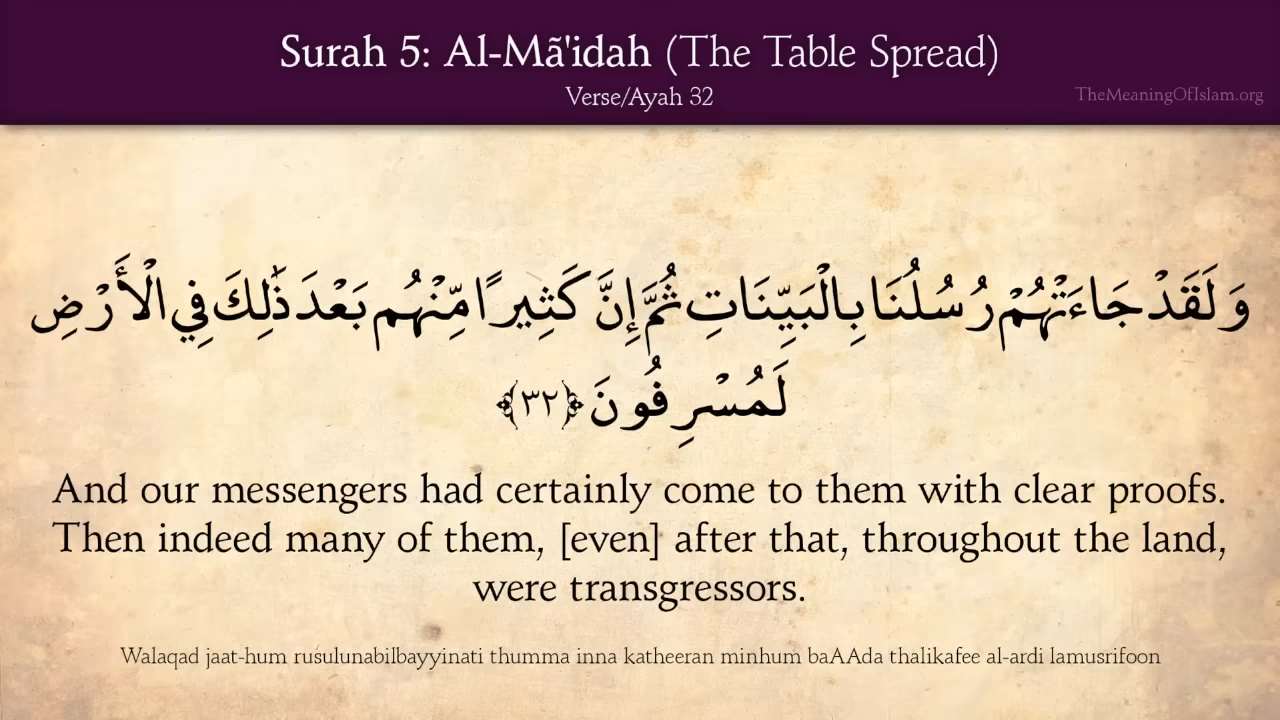 Surah 5: Al-Mã'idah (The Table Spread)
Verse/Ayah 32
TheMeaningOfIslam.org
وَلَقَدْ جَاءَتْهُمْ رُسُلُنَا بِالْبَيِّنَاتِ ثُمَّ إِنَّ كَثِيرًا مِّنْهُم بَعْدَ ذَٰلِكَ فِي الْأَرْضِ
لَمُسْرِفُونَ ﴿٣٢﴾
And our messengers had certainly come to them with clear proofs.
Then indeed many of them, [even] after that, throughout the land,
were transgressors.
Walaqad jaat-hum rusulunabilbayyinati thumma inna katheeran minhum baAAda thalikafee al-ardi lamusrifoon